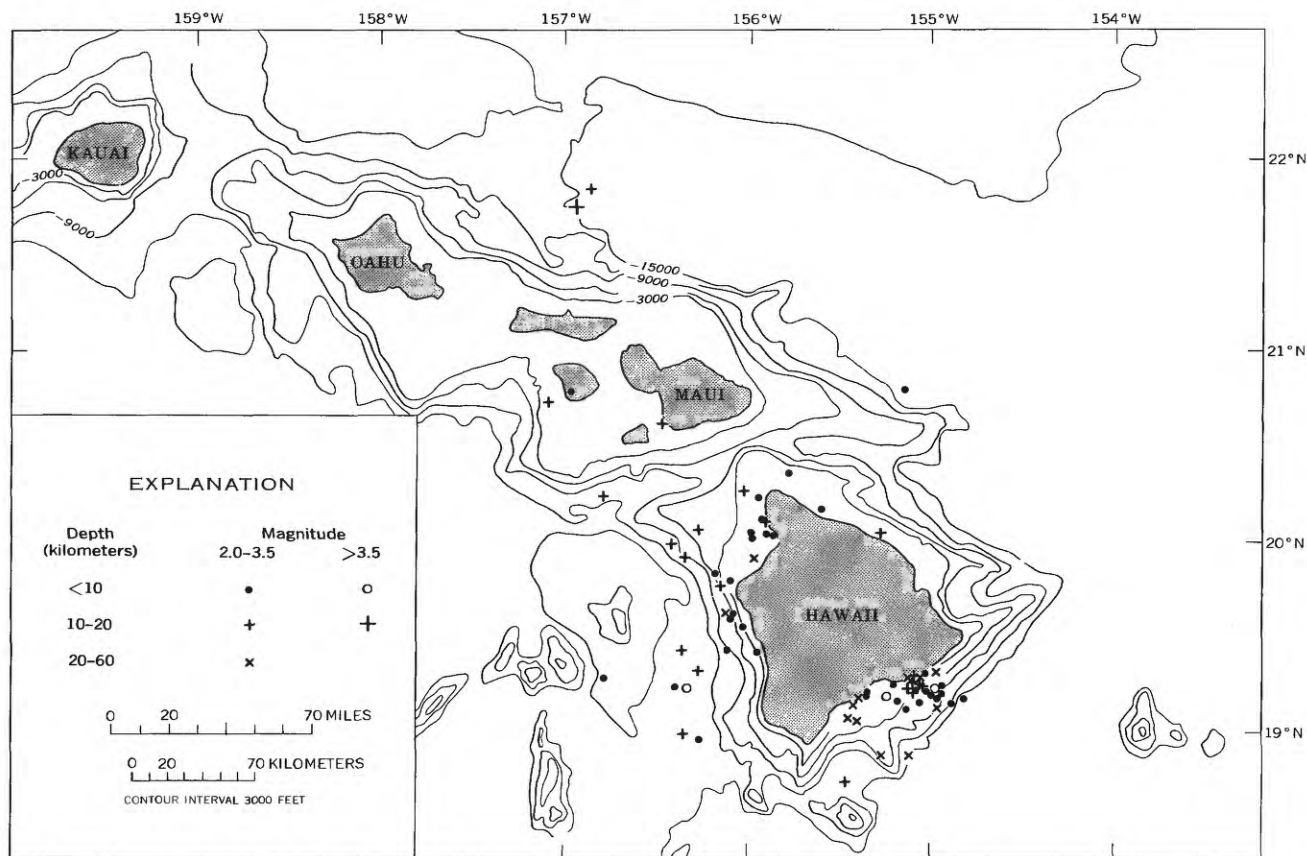 159°W 158°W 157°W 156°W 155°W 154°W
KAUAI
22°N
-3000
-9000
OAHU
-15000
-9000
-3000
21°N
MAUI
EXPLANATION
Depth Magnitude
(kilometers) 2.0-3.5 >3.5
<10
10-20
20-60
20°N
HAWAII
0 20 70 MILES
0 20 70 KILOMETERS
19°N
CONTOUR INTERVAL 3000 FEET